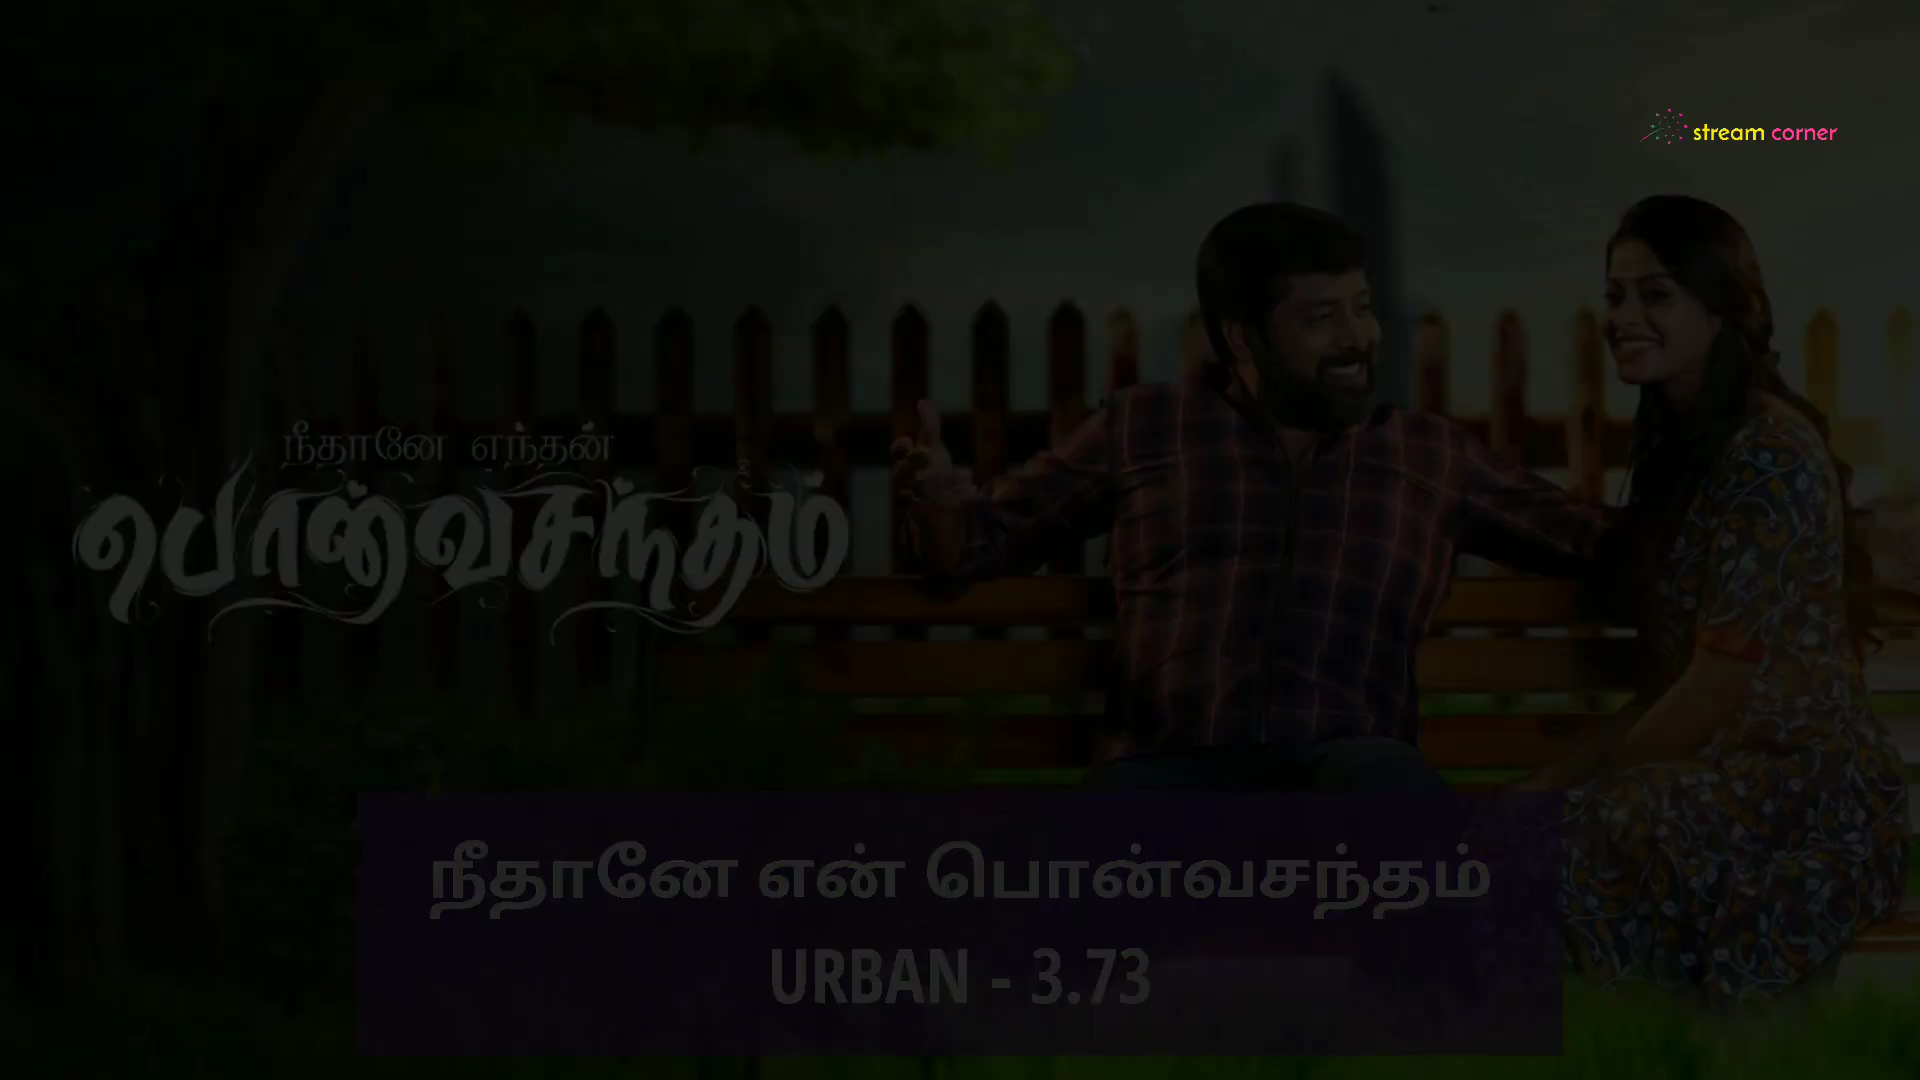 stream corner
நீதானே எந்தன்
பொன்வசந்தம்
நீதானே என் பொன்வசந்தம்
URBAN - 3.73